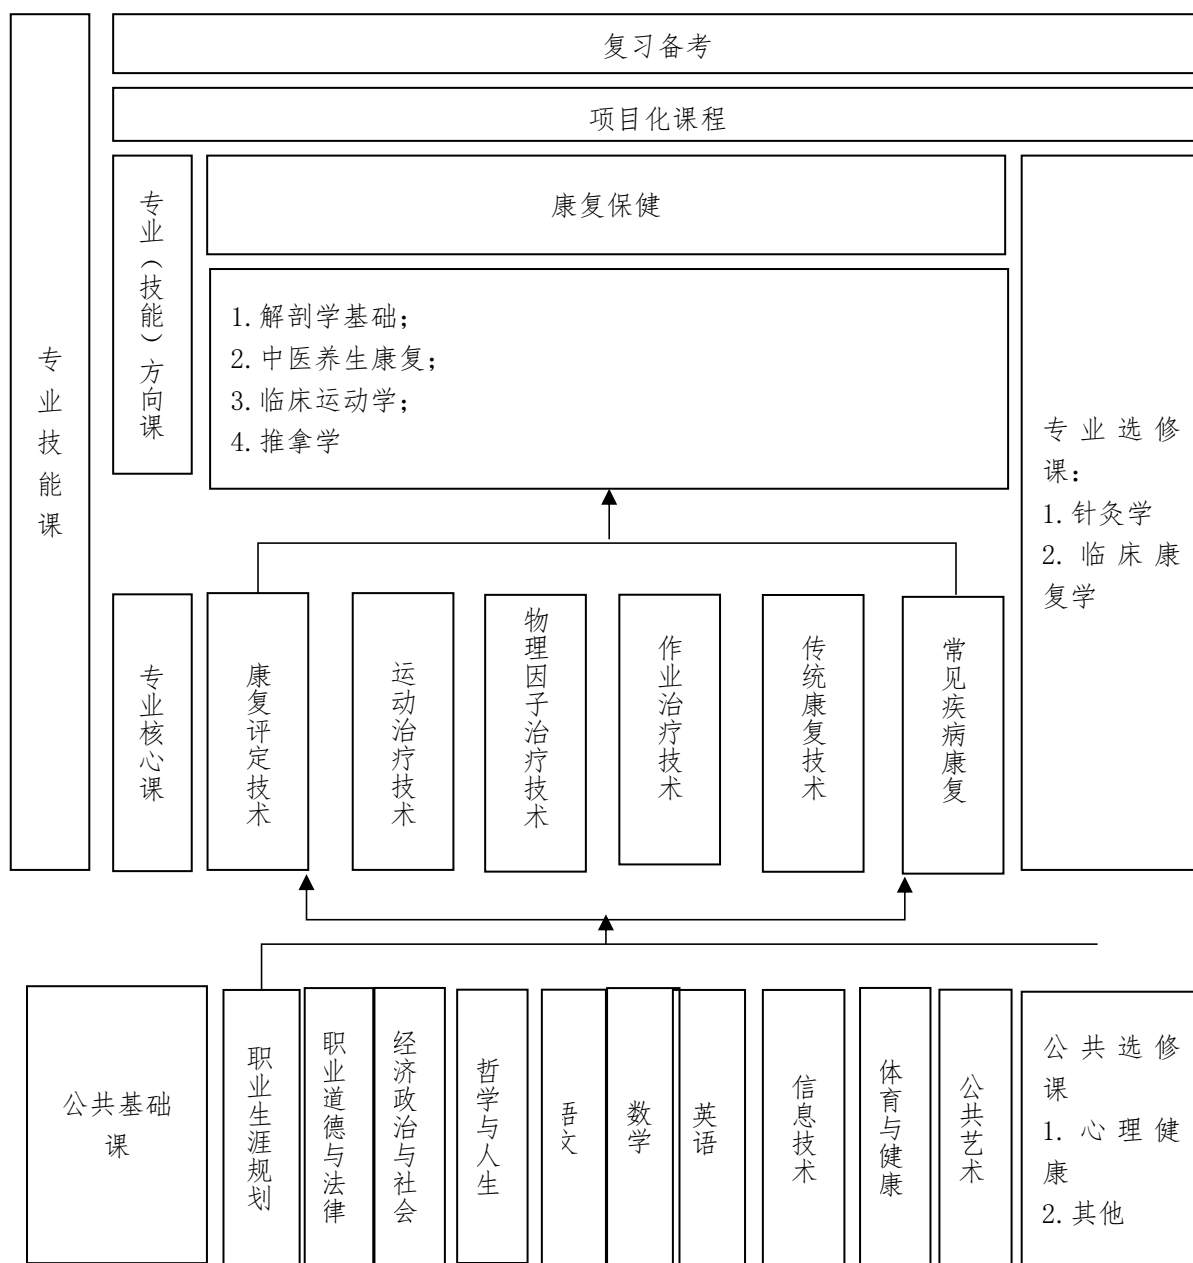 复习备考
项目化课程
专业技能课
专业（技能）方向课
康复保健
1.解剖学基础；
2.中医养生康复；
3.临床运动学；
4.推拿学
专业选修
课：
1.针灸学
2.临床康
复学
专业核心课
康复评定技术
运动治疗技术
物理因子治疗技术
作业治疗技术
传统康复技术
常见疾病康复
公共基础
课
职业生涯规划
职业道德与法律
经济政治与社会
哲学与人生
语文
数学
英语
信息技术
体育与健康
公共艺术
公共选修
课
1.心理健
康
2.其他